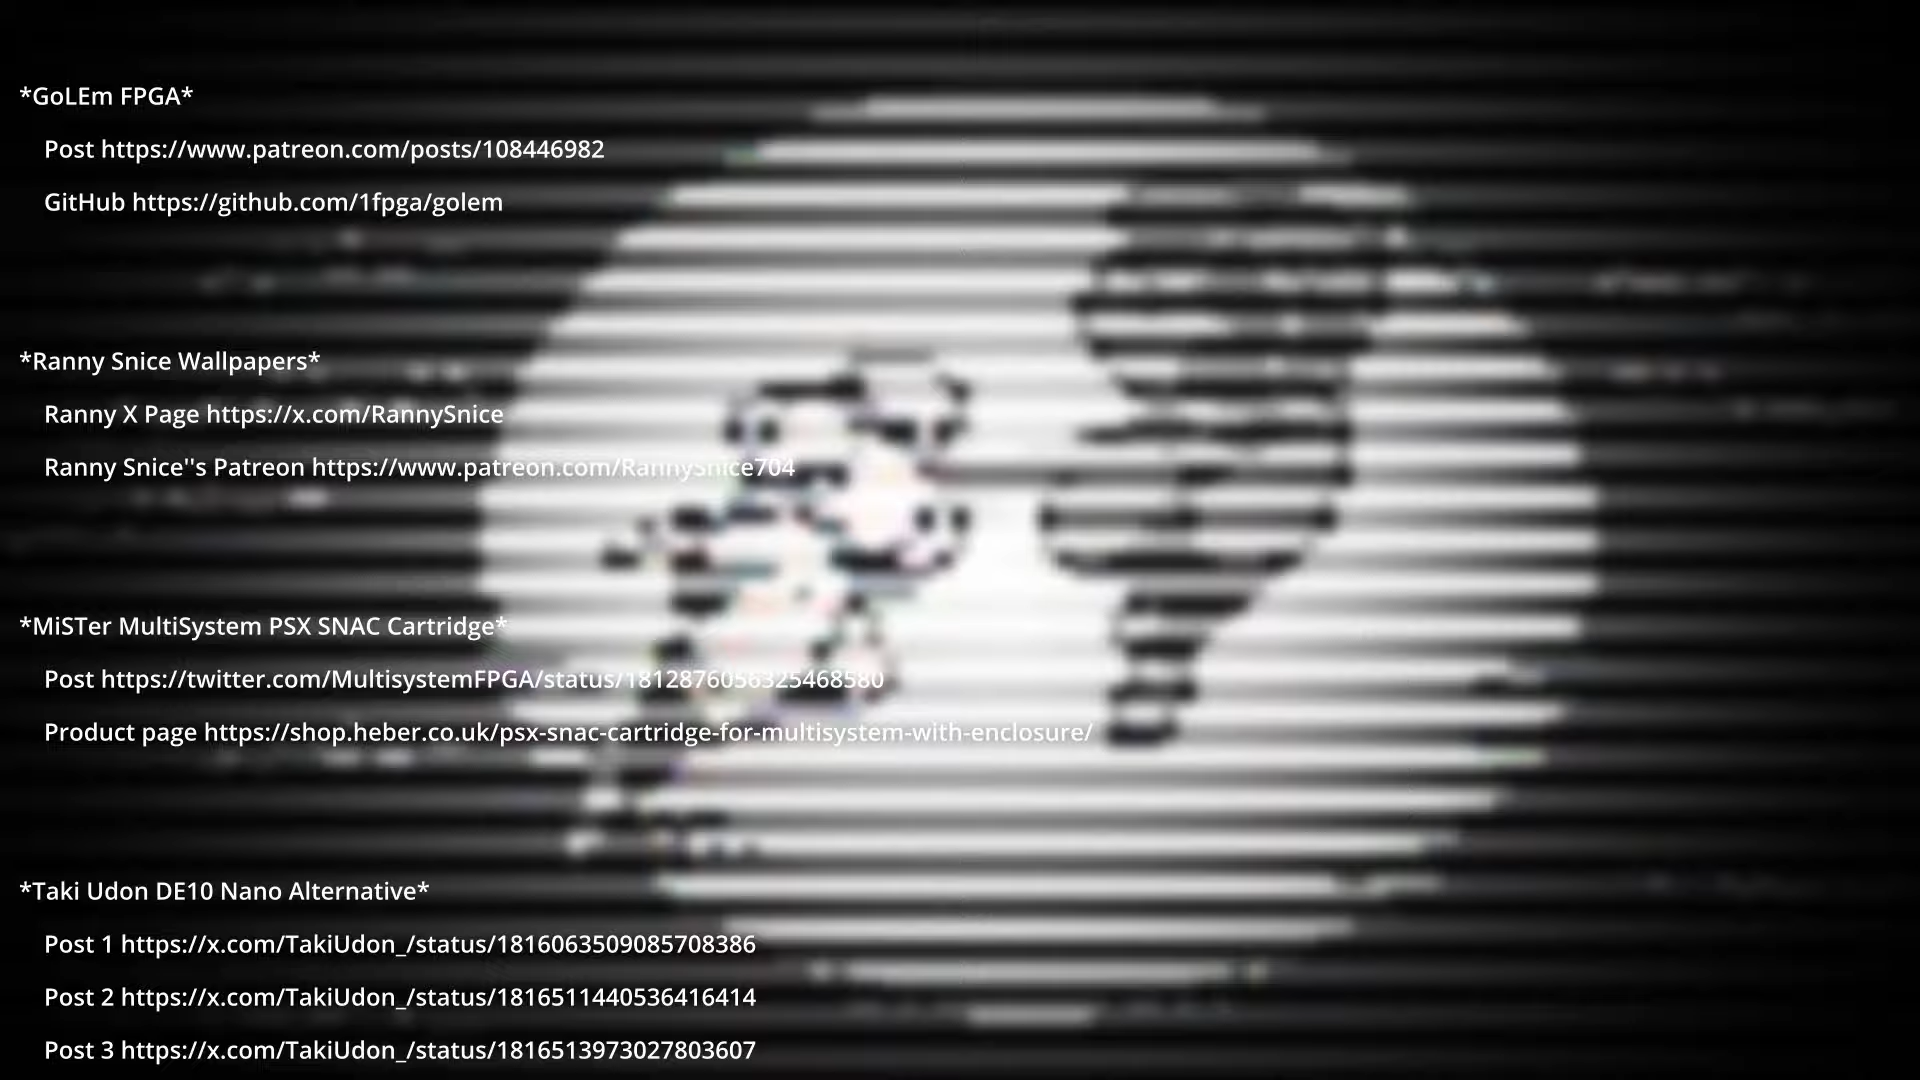 *GoLEm FPGA*
Post https://www.patreon.com/posts/108446982
GitHub https://github.com/1fpga/golem
*Ranny Snice Wallpapers*
Ranny X Page https://x.com/RannySnice
Ranny Snice''s Patreon https://www.patreon.com/RannySnice704
*MiSTer MultiSystem PSX SNAC Cartridge*
Post https://twitter.com/MultisystemFPGA/status/1812876056325468580
Product page https://shop.heber.co.uk/psx-snac-cartridge-for-multisystem-with-enclosure/
*Taki Udon DE10 Nano Alternative*
Post 1 https://x.com/TakiUdon_/status/1816063509085708386
Post 2 https://x.com/TakiUdon_/status/1816511440536416414
Post 3 https://x.com/TakiUdon_/status/1816513973027803607